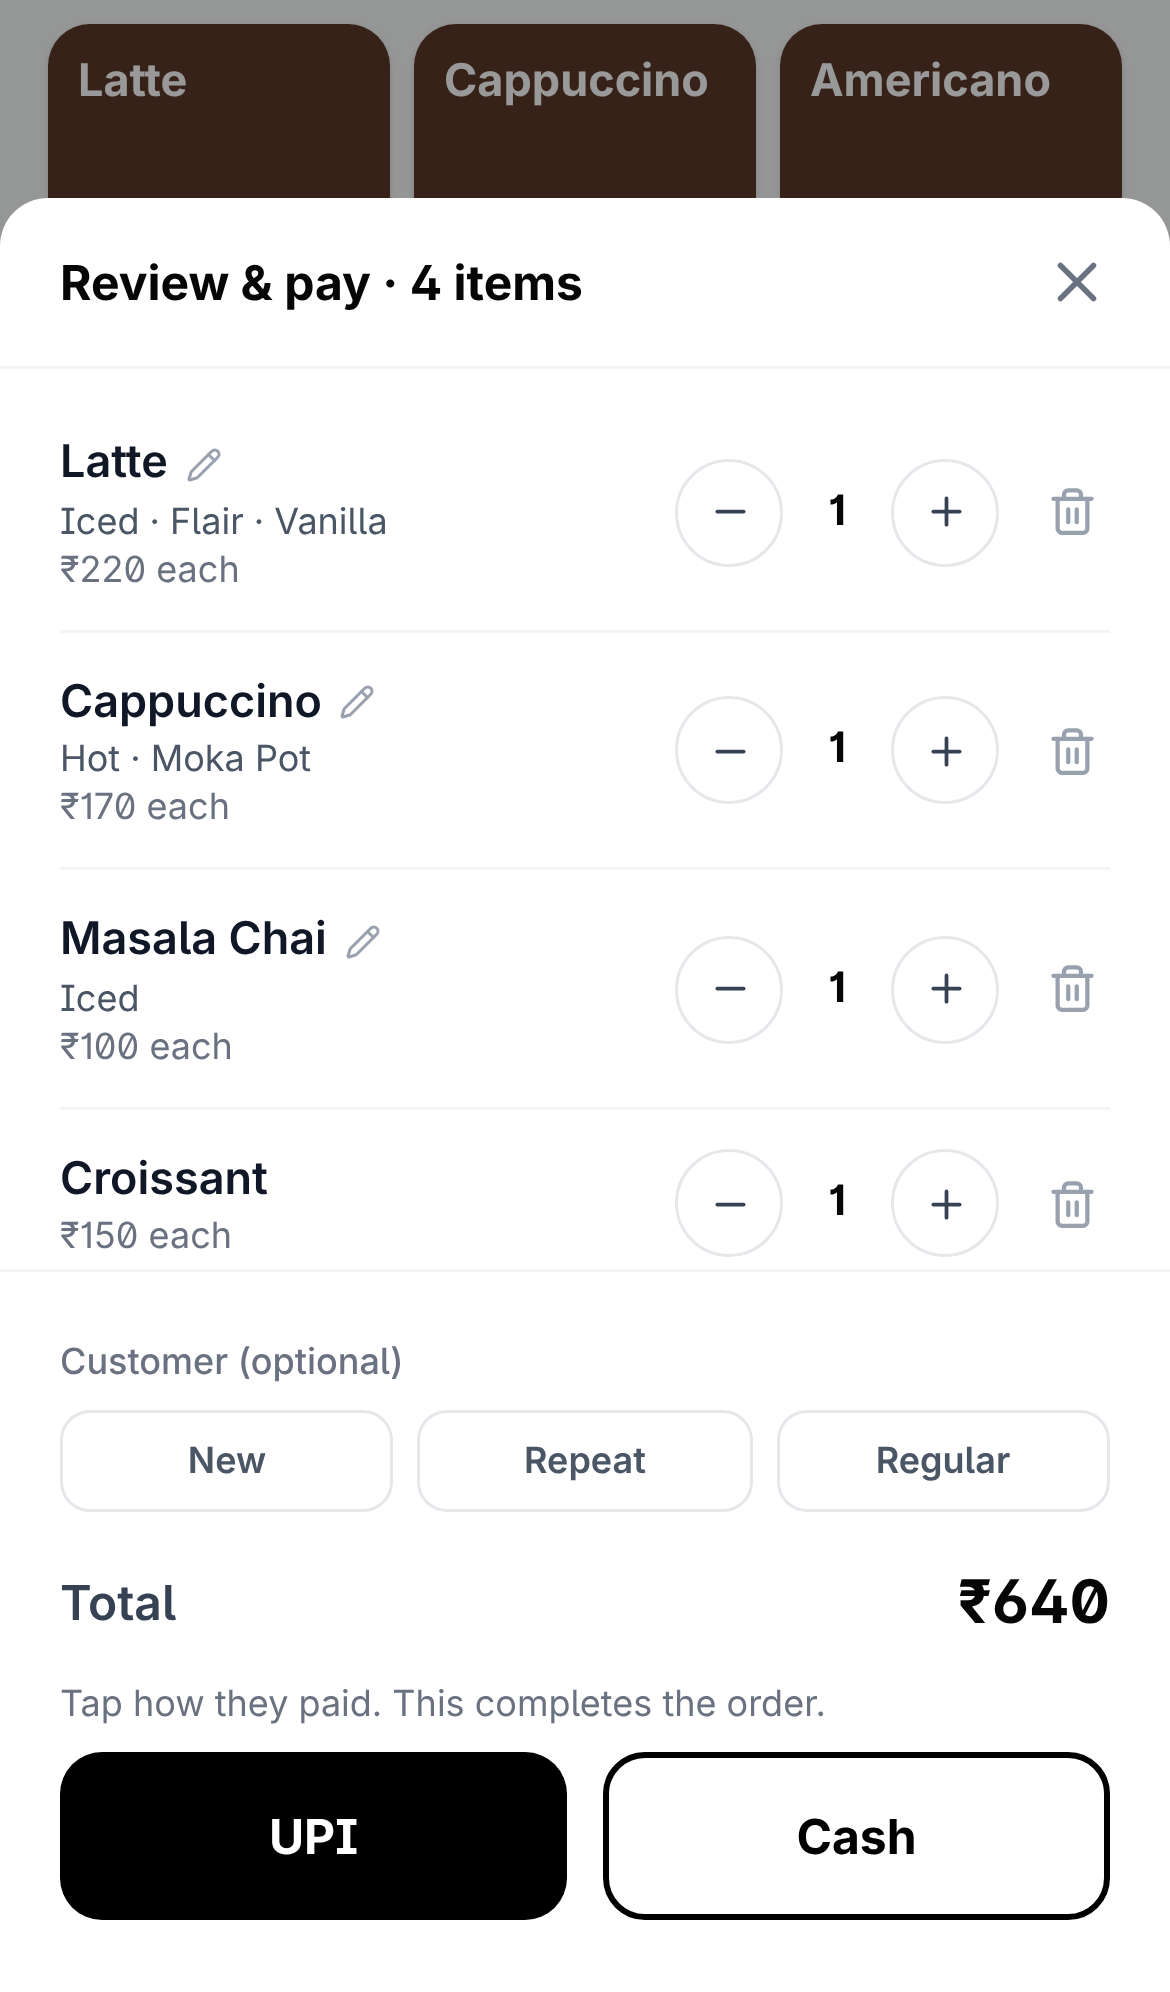 Latte
Cappuccino
Americano
Review & pay · 4 items
Latte
Iced · Flair · Vanilla
₹220 each
1
Cappuccino
Hot · Moka Pot
₹170 each
1
Masala Chai
Iced
₹100 each
1
Croissant
₹150 each
1
Customer (optional)
New
Repeat
Regular
Total
₹640
Tap how they paid. This completes the order.
UPI
Cash